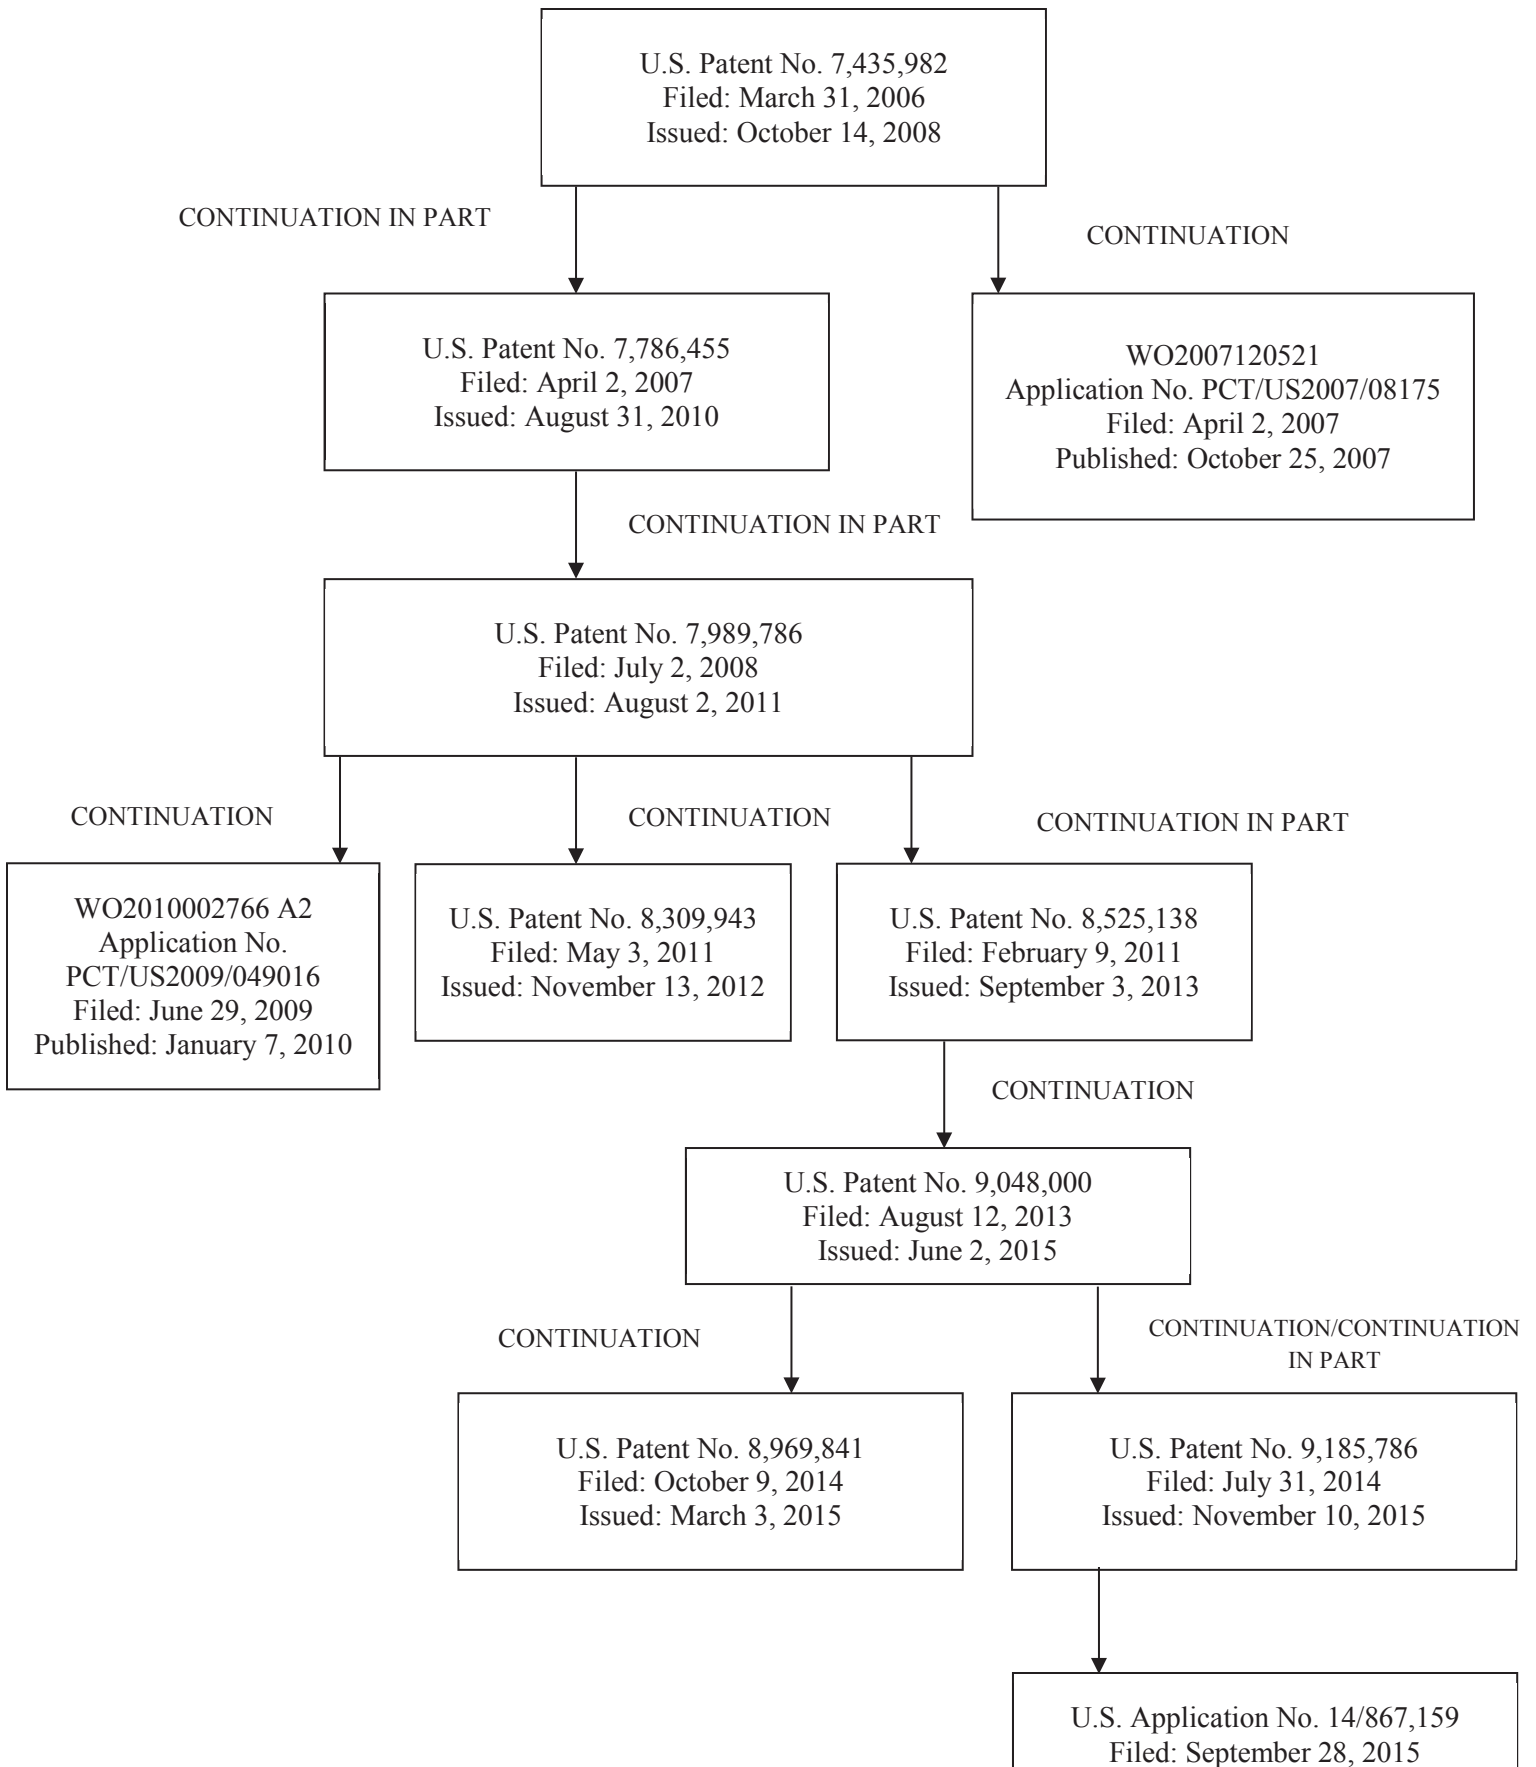 U.S. Patent No. 7,435,982
Filed: March 31, 2006
Issued: October 14, 2008
CONTINUATION IN PART
CONTINUATION
U.S. Patent No. 7,786,455
Filed: April 2, 2007
Issued: August 31, 2010
WO2007120521
Application No. PCT/US2007/08175
Filed: April 2, 2007
Published: October 25, 2007
CONTINUATION IN PART
U.S. Patent No. 7,989,786
Filed: July 2, 2008
Issued: August 2, 2011
CONTINUATION
CONTINUATION
CONTINUATION IN PART
WO2010002766 A2
Application No.
PCT/US2009/049016
Filed: June 29, 2009
Published: January 7, 2010
U.S. Patent No. 8,309,943
Filed: May 3, 2011
Issued: November 13, 2012
U.S. Patent No. 8,525,138
Filed: February 9, 2011
Issued: September 3, 2013
CONTINUATION
U.S. Patent No. 9,048,000
Filed: August 12, 2013
Issued: June 2, 2015
CONTINUATION
CONTINUATION/CONTINUATION
IN PART
U.S. Patent No. 8,969,841
Filed: October 9, 2014
Issued: March 3, 2015
U.S. Patent No. 9,185,786
Filed: July 31, 2014
Issued: November 10, 2015
U.S. Application No. 14/867,159
Filed: September 28, 2015